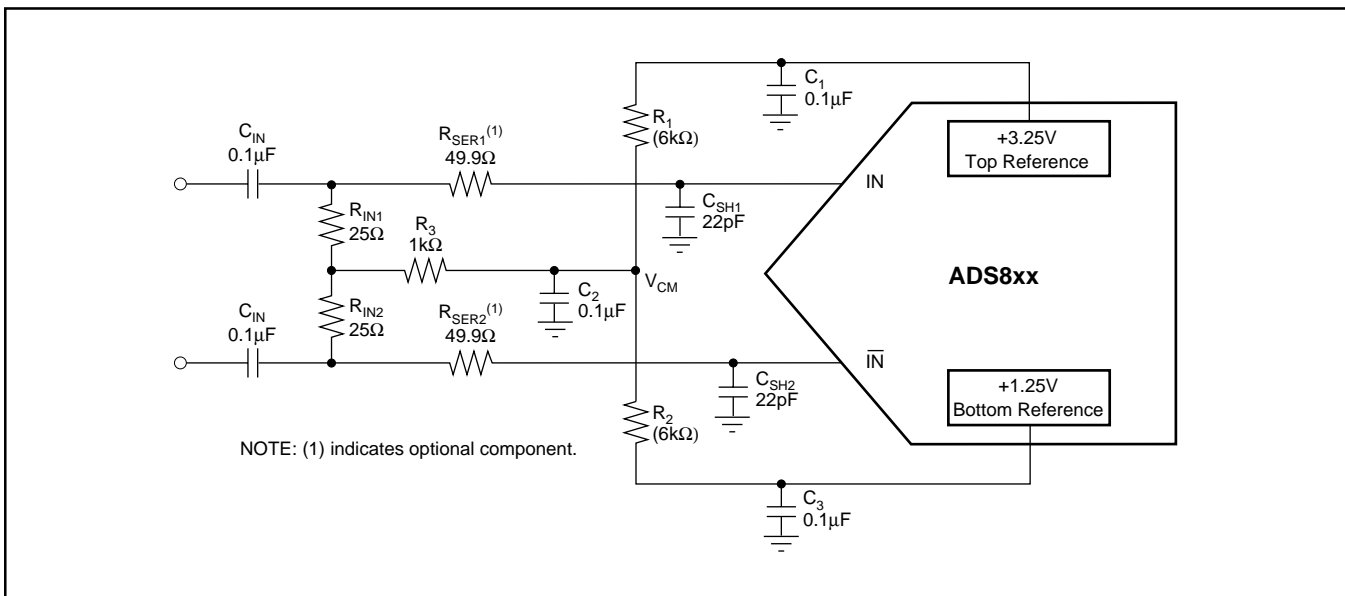 C1
0.1µF
R1
(6kΩ)
+3.25V
Top Reference
CIN
0.1µF
RSER1(1)
49.9Ω
IN
CSH1
22pF
RIN1
25Ω
R3
1kΩ
ADS8xx
VCM
C2
0.1µF
RIN2
25Ω
CIN
0.1µF
RSER2(1)
49.9Ω
IN
CSH2
22pF
+1.25V
Bottom Reference
R2
(6kΩ)
NOTE: (1) indicates optional component.
C3
0.1µF